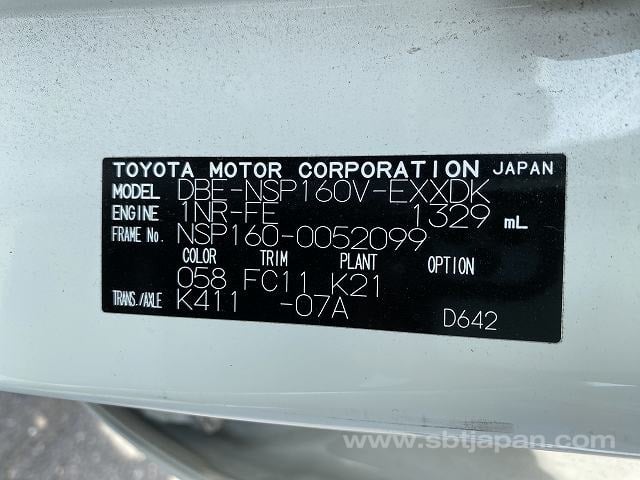 TOYOTA MOTOR CORPORATION JAPAN
MODEL DBE-NSP160V-EXXDK
ENGINE 1NR-FE 1329 mL
FRAME No. NSP160-0052099
COLOR TRIM PLANT OPTION
058 FC11 K21
TRANS./AXLE K411 -07A
D642
www.sbtjapan.com